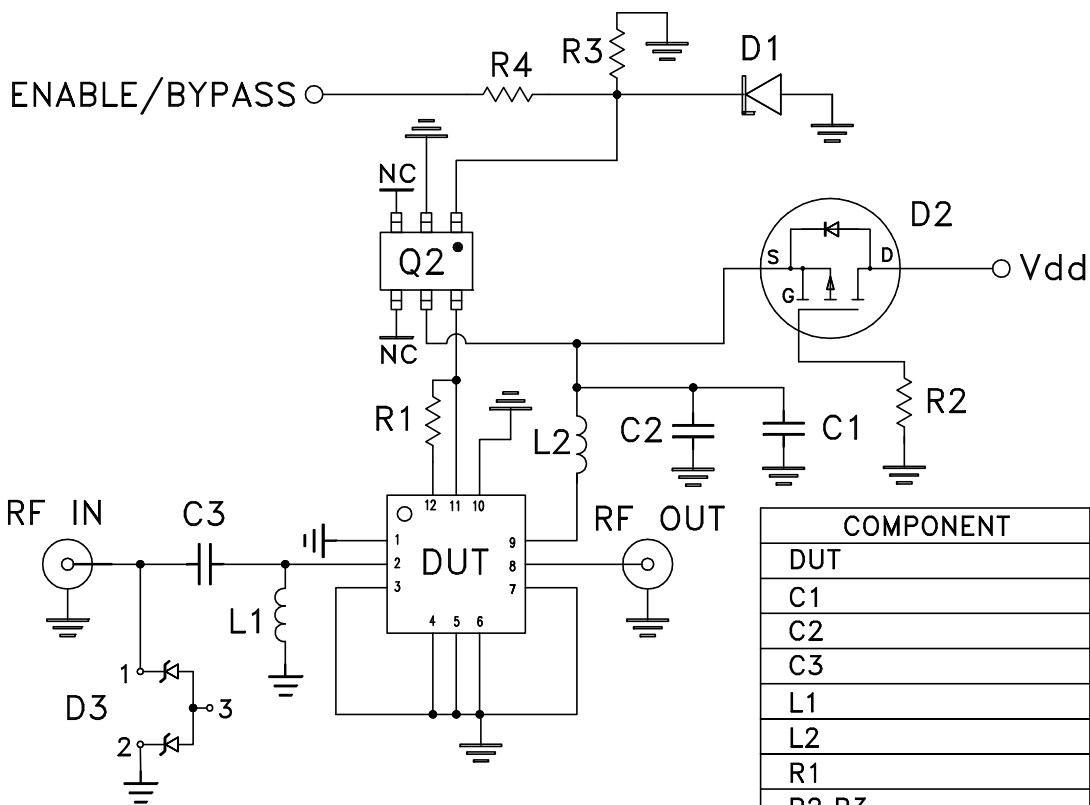 R3
D1
R4
ENABLE/BYPASS
NC
D2
Q2
S
D
Vdd
G
NC
R1
L2
C2
C1
R2
RF IN
C3
12
11
10
RF OUT
1
2
3
DUT
9
8
7
4
5
6
L1
D3
1
3
2
COMPONENT
DUT
C1
C2
C3
L1
L2
R1
R2,R3